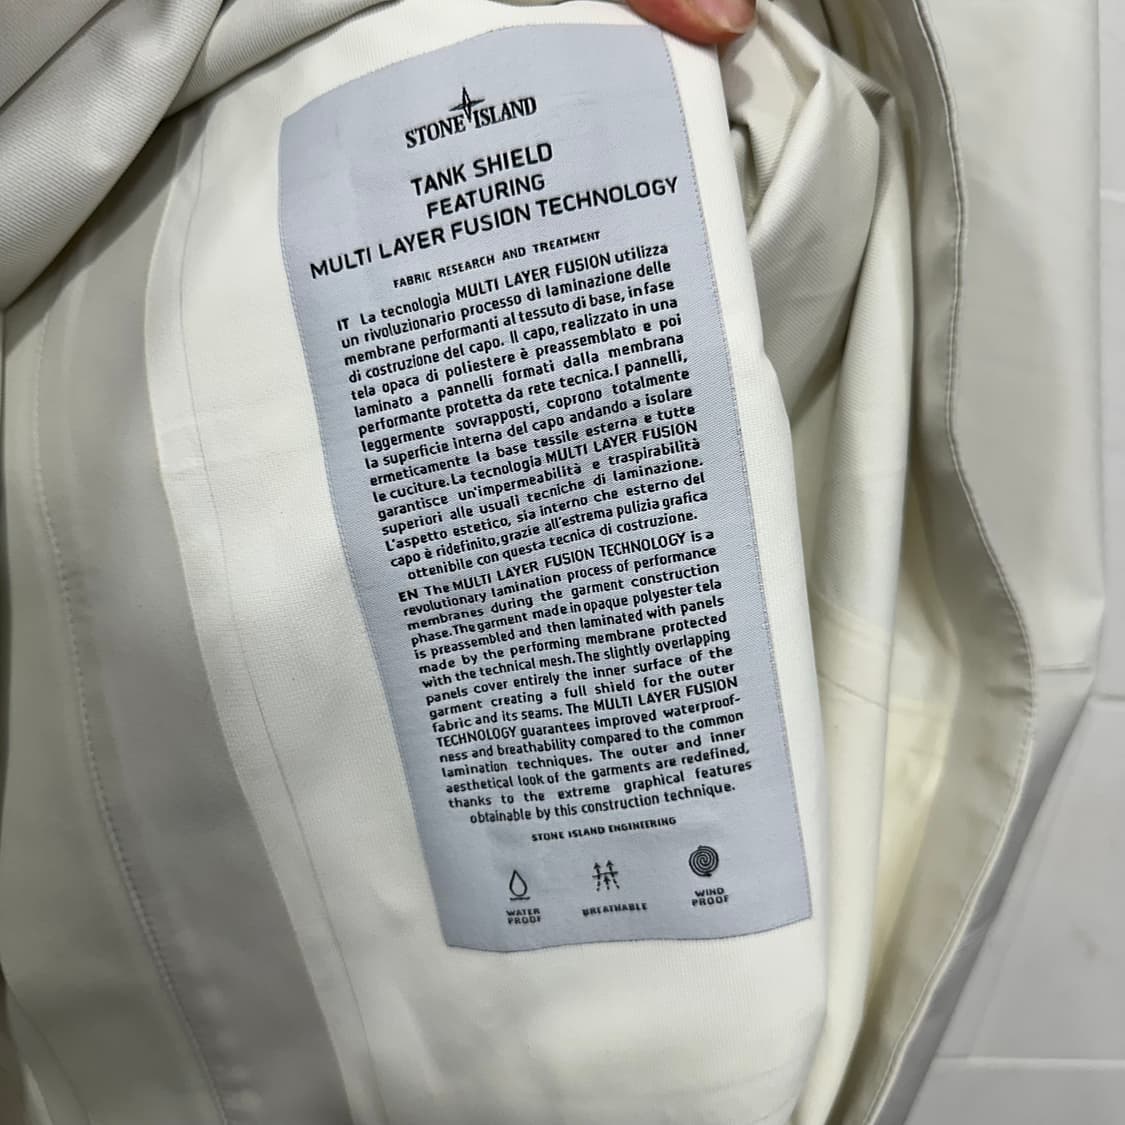 STONE ISLAND
TANK SHIELD
FEATURING
MULTI LAYER FUSION TECHNOLOGY
FABRIC RESEARCH AND TREATMENT
IT La tecnologia MULTI LAYER FUSION utilizza
un rivoluzionario processo di laminazione delle
membrane performanti al tessuto di base, in fase
di costruzione del capo. Il capo, realizzato in una
tela opaca di poliestere è preassemblato e poi
laminato a pannelli formati dalla membrana
performante protetta da rete tecnica. I pannelli,
leggermente sovrapposti, coprono totalmente
la superficie interna del capo andando a isolare
ermeticamente la base tessile esterna e tutte
le cuciture. La tecnologia MULTI LAYER FUSION
garantisce un'impermeabilità e traspirabilità
superiori alle usuali tecniche di laminazione.
L'aspetto estetico, sia interno che esterno del
capo è ridefinito, grazie all'estrema pulizia grafica
ottenibile con questa tecnica di costruzione.
EN The MULTI LAYER FUSION TECHNOLOGY is a
revolutionary lamination process of performance
membranes during the garment construction
phase. The garment made in opaque polyester tela
is preassembled and then laminated with panels
made by the performing membrane protected
with the technical mesh. The slightly overlapping
panels cover entirely the inner surface of the
garment creating a full shield for the outer
fabric and its seams. The MULTI LAYER FUSION
TECHNOLOGY guarantees improved waterproof-
ness and breathability compared to the common
lamination techniques. The outer and inner
aesthetical look of the garments are redefined,
thanks to the extreme graphical features
obtainable by this construction technique.
STONE ISLAND ENGINEERING
WATER PROOF
BREATHABLE
WIND PROOF